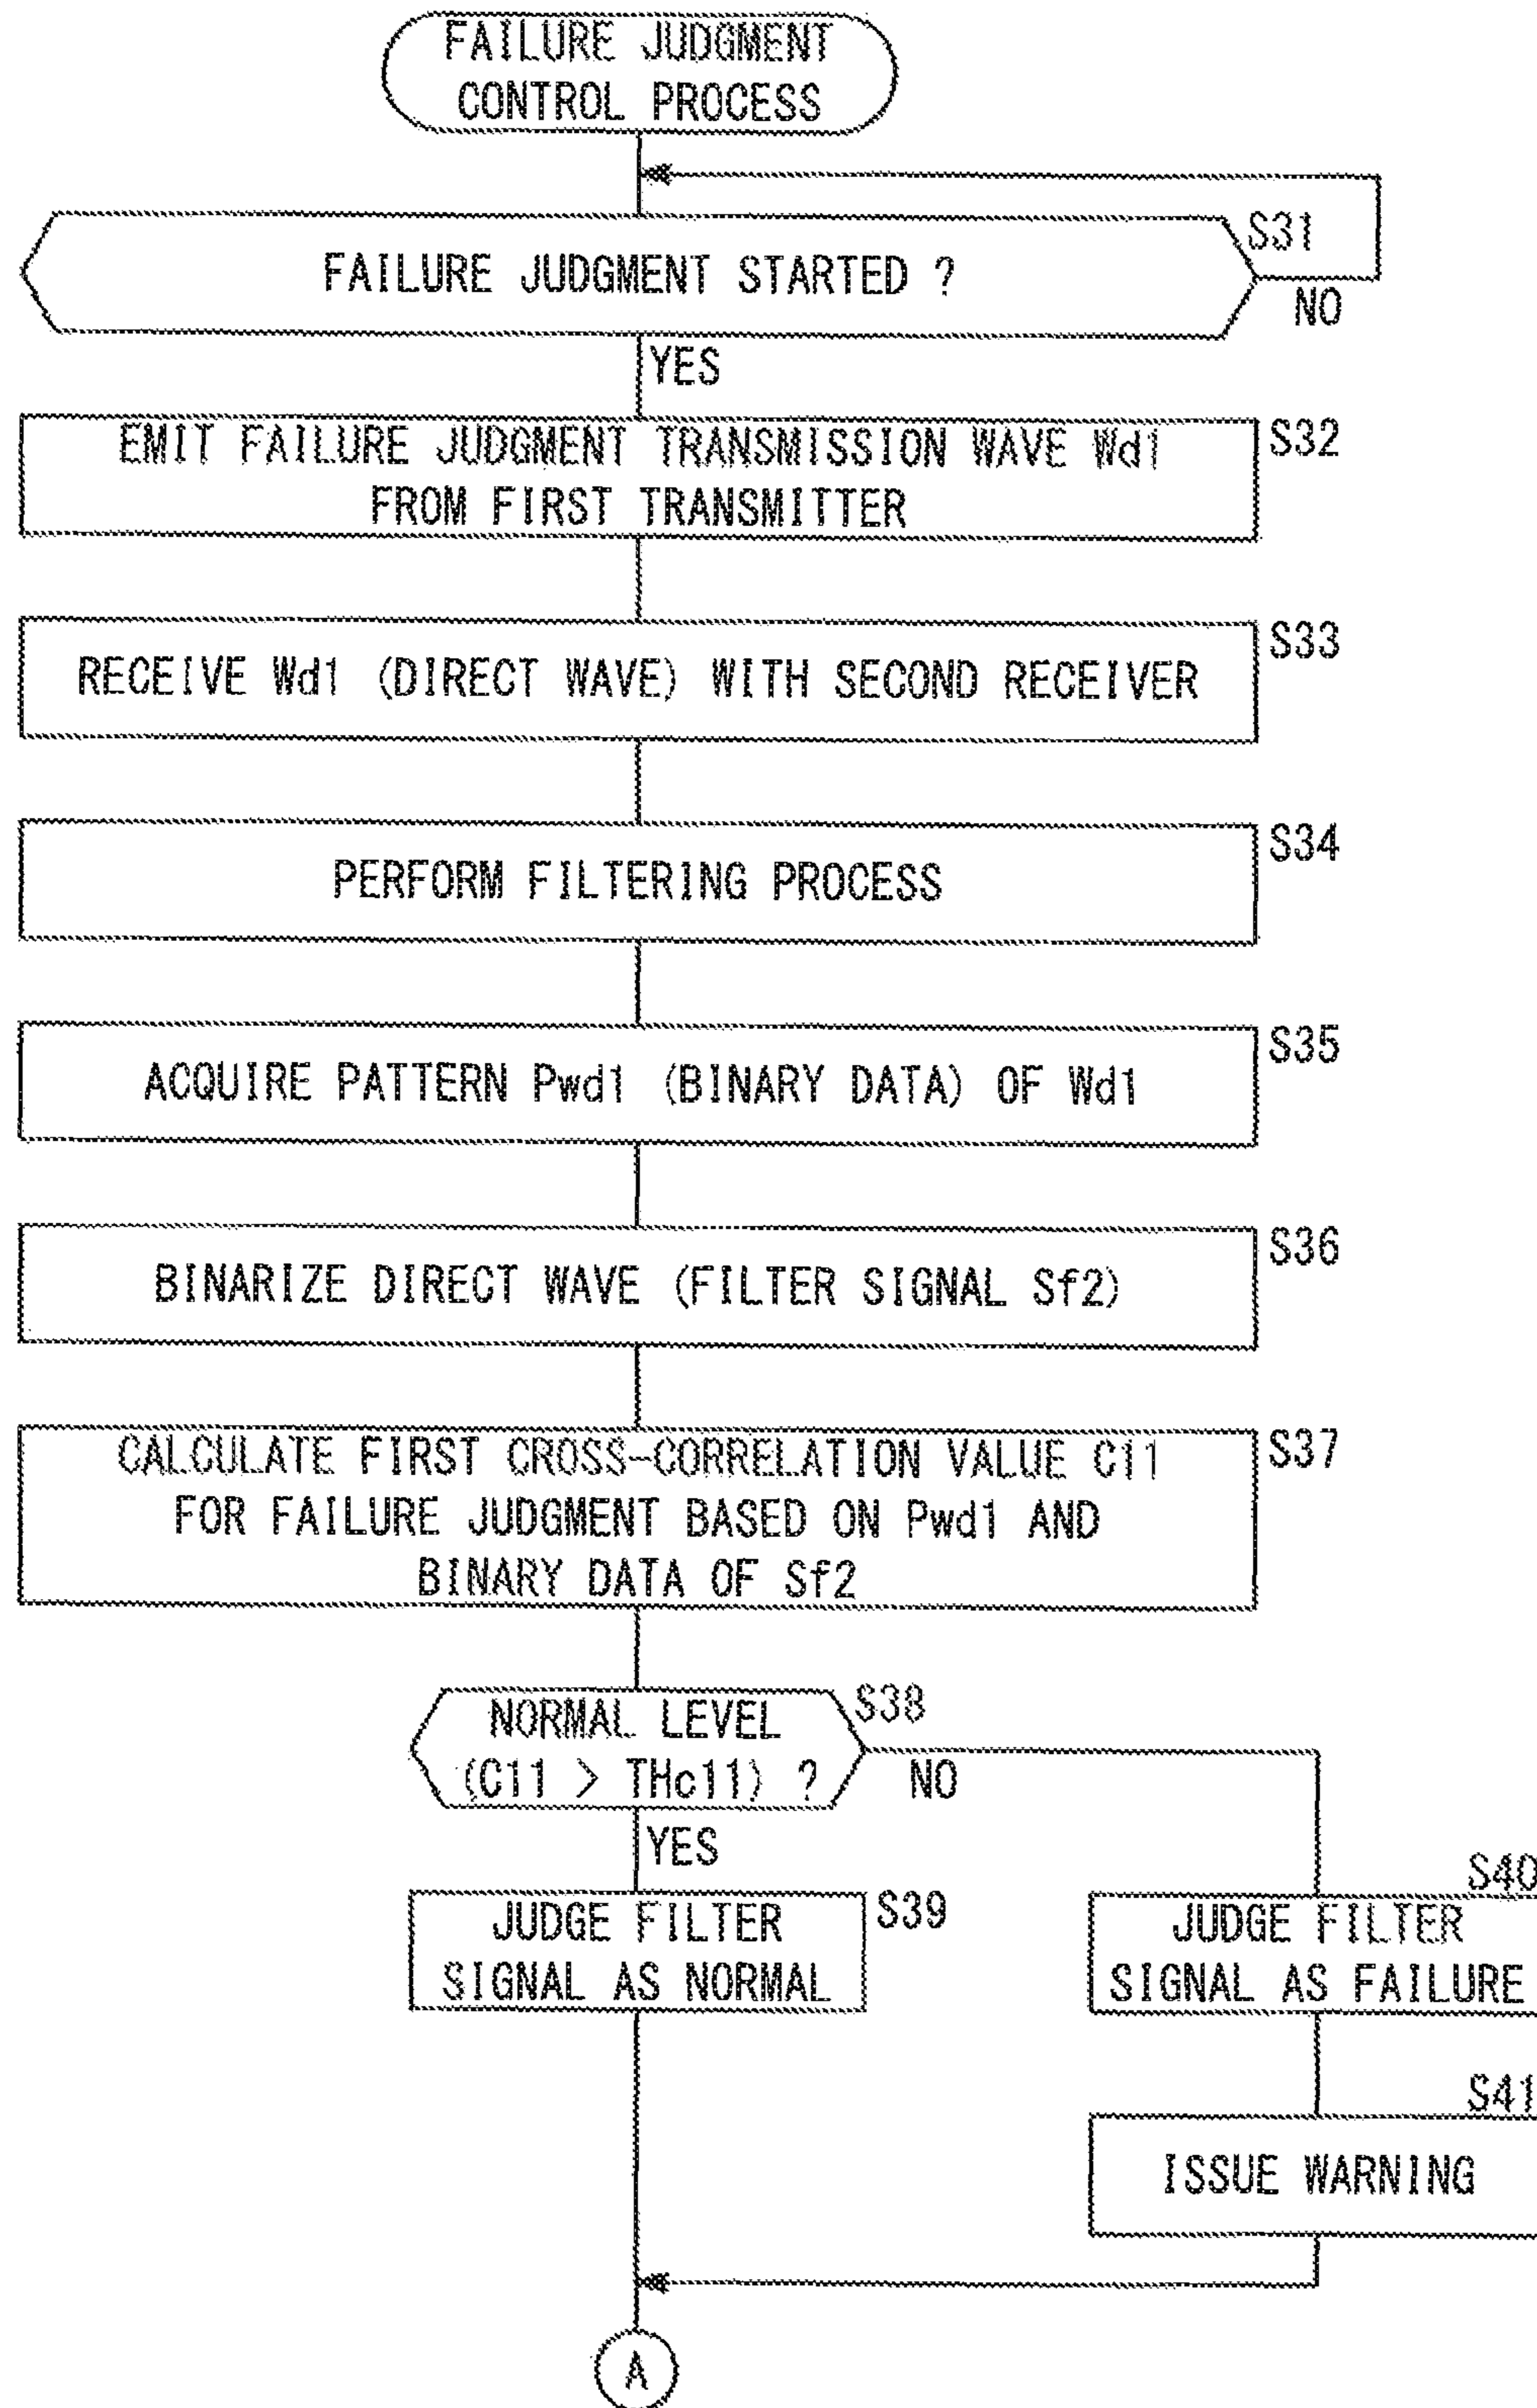 FAILURE JUDGMENT
CONTROL PROCESS
S31
FAILURE JUDGMENT STARTED ?
NO
YES
S32
EMIT FAILURE JUDGMENT TRANSMISSION WAVE Wd1
FROM FIRST TRANSMITTER
S33
RECEIVE Wd1 (DIRECT WAVE) WITH SECOND RECEIVER
S34
PERFORM FILTERING PROCESS
S35
ACQUIRE PATTERN Pwd1 (BINARY DATA) OF Wd1
S36
BINARIZE DIRECT WAVE (FILTER SIGNAL Sf2)
S37
CALCULATE FIRST CROSS-CORRELATION VALUE C11
FOR FAILURE JUDGMENT BASED ON Pwd1 AND
BINARY DATA OF Sf2
S38
NORMAL LEVEL
(C11 > THc11) ?
NO
YES
S39
JUDGE FILTER
SIGNAL AS NORMAL
S40
JUDGE FILTER
SIGNAL AS FAILURE
S41
ISSUE WARNING
A